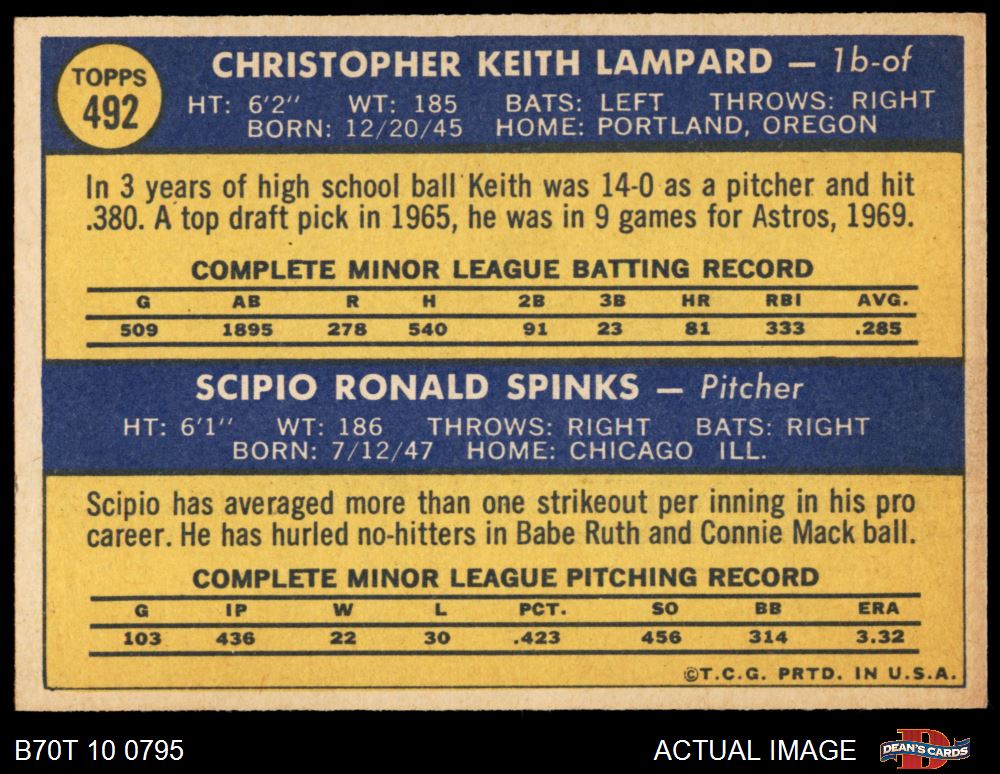 TOPPS
492
CHRISTOPHER KEITH LAMPARD — 1b-of
HT: 6'2" WT: 185 BATS: LEFT THROWS: RIGHT
BORN: 12/20/45 HOME: PORTLAND, OREGON
In 3 years of high school ball Keith was 14-0 as a pitcher and hit
.380. A top draft pick in 1965, he was in 9 games for Astros, 1969.
COMPLETE MINOR LEAGUE BATTING RECORD
G AB R H 2B 3B HR RBI AVG.
509 1895 278 540 91 23 81 333 .285
SCIPIO RONALD SPINKS — Pitcher
HT: 6'1" WT: 186 THROWS: RIGHT BATS: RIGHT
BORN: 7/12/47 HOME: CHICAGO ILL.
Scipio has averaged more than one strikeout per inning in his pro
career. He has hurled no-hitters in Babe Ruth and Connie Mack ball.
COMPLETE MINOR LEAGUE PITCHING RECORD
G IP W L PCT. SO BB ERA
103 436 22 30 .423 456 314 3.32
©T.C.G. PRTD. IN U.S.A.
B70T 10 0795
ACTUAL IMAGE
DEAN'S CARDS